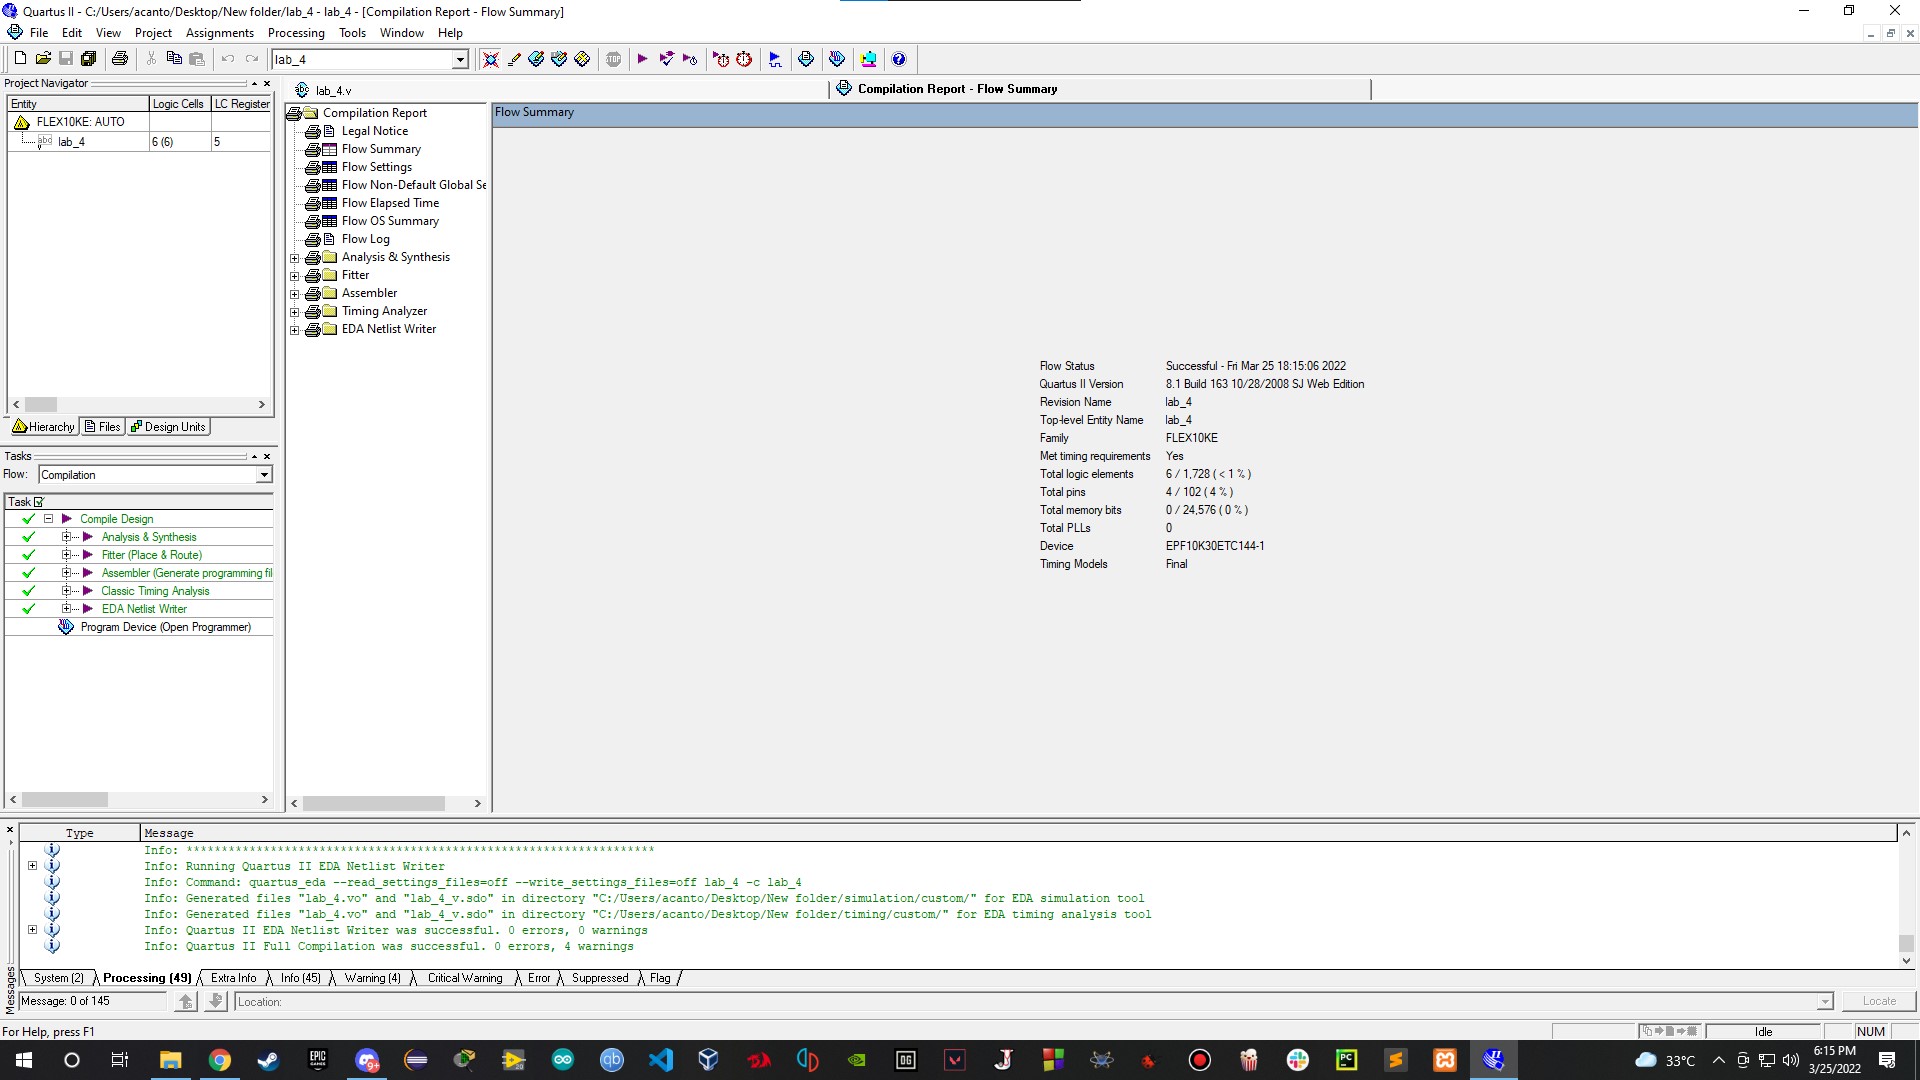 Quartus II - C:/Users/acanto/Desktop/New folder/lab_4 - lab_4 - [Compilation Report - Flow Summary]
File Edit View Project Assignments Processing Tools Window Help
lab_4
Project Navigator
Entity Logic Cells LC Register
FLEX10KE: AUTO
abc lab_4 6 (6) 5
Hierarchy Files Design Units
Tasks
Flow: Compilation
Task
Compile Design
Analysis & Synthesis
Fitter (Place & Route)
Assembler (Generate programming fil
Classic Timing Analysis
EDA Netlist Writer
Program Device (Open Programmer)
abc lab_4.v
Compilation Report - Flow Summary
Compilation Report
Legal Notice
Flow Summary
Flow Settings
Flow Non-Default Global Se
Flow Elapsed Time
Flow OS Summary
Flow Log
Analysis & Synthesis
Fitter
Assembler
Timing Analyzer
EDA Netlist Writer
Flow Summary
Flow Status Successful - Fri Mar 25 18:15:06 2022
Quartus II Version 8.1 Build 163 10/28/2008 SJ Web Edition
Revision Name lab_4
Top-level Entity Name lab_4
Family FLEX10KE
Met timing requirements Yes
Total logic elements 6 / 1,728 ( < 1 % )
Total pins 4 / 102 ( 4 % )
Total memory bits 0 / 24,576 ( 0 % )
Total PLLs 0
Device EPF10K30ETC144-1
Timing Models Final
Type Message
Info: *******************************************************************
Info: Running Quartus II EDA Netlist Writer
Info: Command: quartus_eda --read_settings_files=off --write_settings_files=off lab_4 -c lab_4
Info: Generated files "lab_4.vo" and "lab_4_v.sdo" in directory "C:/Users/acanto/Desktop/New folder/simulation/custom/" for EDA simulation tool
Info: Generated files "lab_4.vo" and "lab_4_v.sdo" in directory "C:/Users/acanto/Desktop/New folder/timing/custom/" for EDA timing analysis tool
Info: Quartus II EDA Netlist Writer was successful. 0 errors, 0 warnings
Info: Quartus II Full Compilation was successful. 0 errors, 4 warnings
System (2) Processing (49) Extra Info Info (45) Warning (4) Critical Warning Error Suppressed Flag
Messages
Message: 0 of 145 Location: Locate
For Help, press F1 Idle NUM
33°C 6:15 PM
3/25/2022